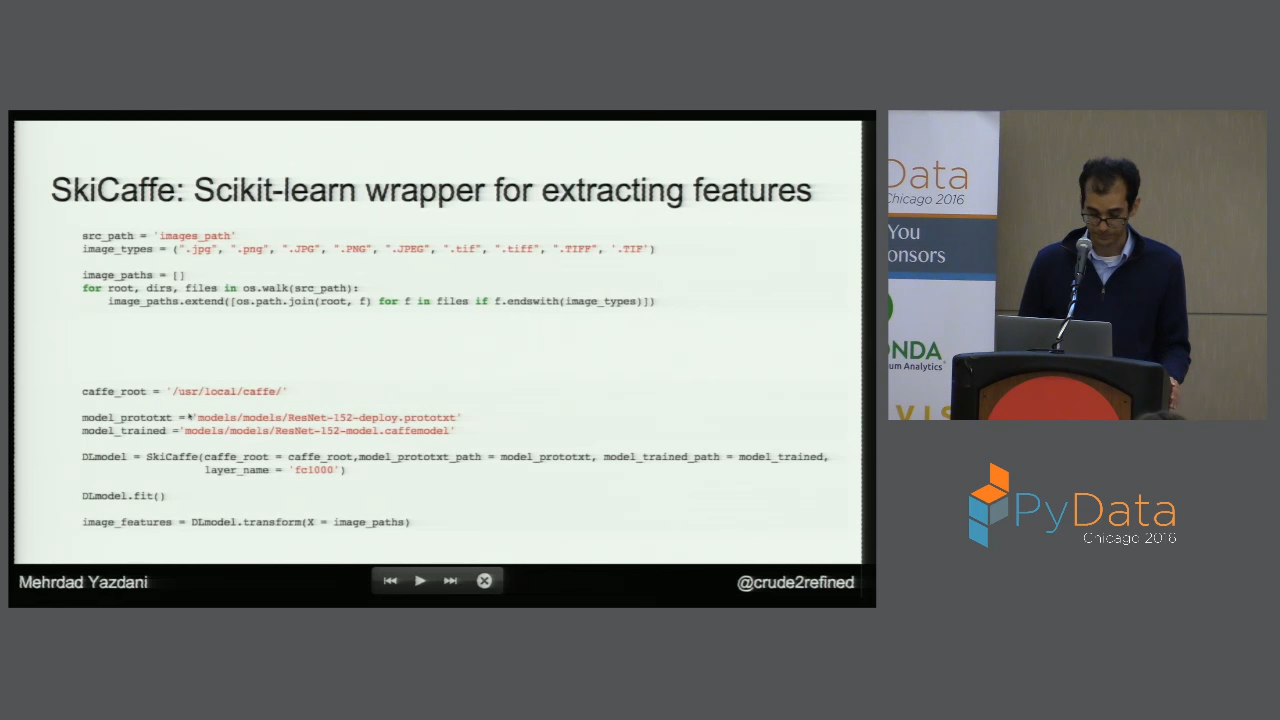 SkiCaffe: Scikit-learn wrapper for extracting features
src_path = 'images_path'
image_types = (".jpg", ".png", ".JPG", ".PNG", ".JPEG", ".tif", ".tiff", ".TIFF", '.TIF')
image_paths = []
for root, dirs, files in os.walk(src_path):
image_paths.extend([os.path.join(root, f) for f in files if f.endswith(image_types)])
caffe_root = '/usr/local/caffe/'
model_prototxt ='models/models/ResNet-152-deploy.prototxt'
model_trained ='models/models/ResNet-152-model.caffemodel'
DLmodel = SkiCaffe(caffe_root = caffe_root,model_prototxt_path = model_prototxt, model_trained_path = model_trained,
layer_name = 'fc1000')
DLmodel.fit()
image_features = DLmodel.transform(X = image_paths)
Mehrdad Yazdani
@crude2refined
Data
Chicago 2016
You
onsors
NDA
um Analytics
VIS
PyData
Chicago 2016